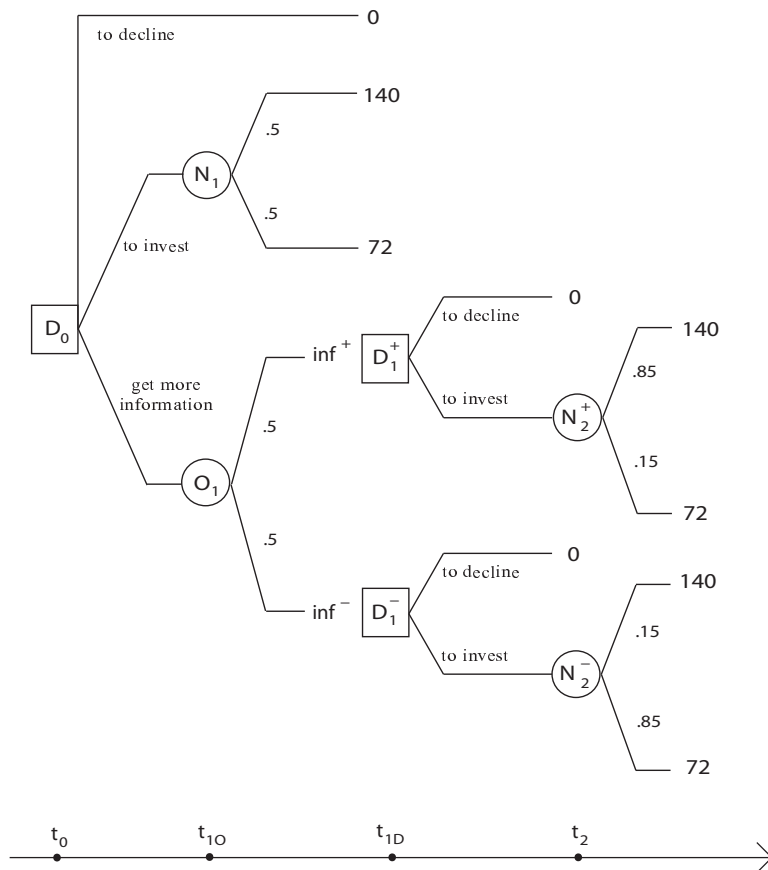 0
to decline
140
.5
N1
.5
to invest
72
0
to decline
D0
140
inf +
D1+
.85
get more
information
to invest
N2+
.5
.15
O1
72
.5
0
to decline
140
inf −
D1−
.15
to invest
N2−
.85
72
t0
t1O
t1D
t2